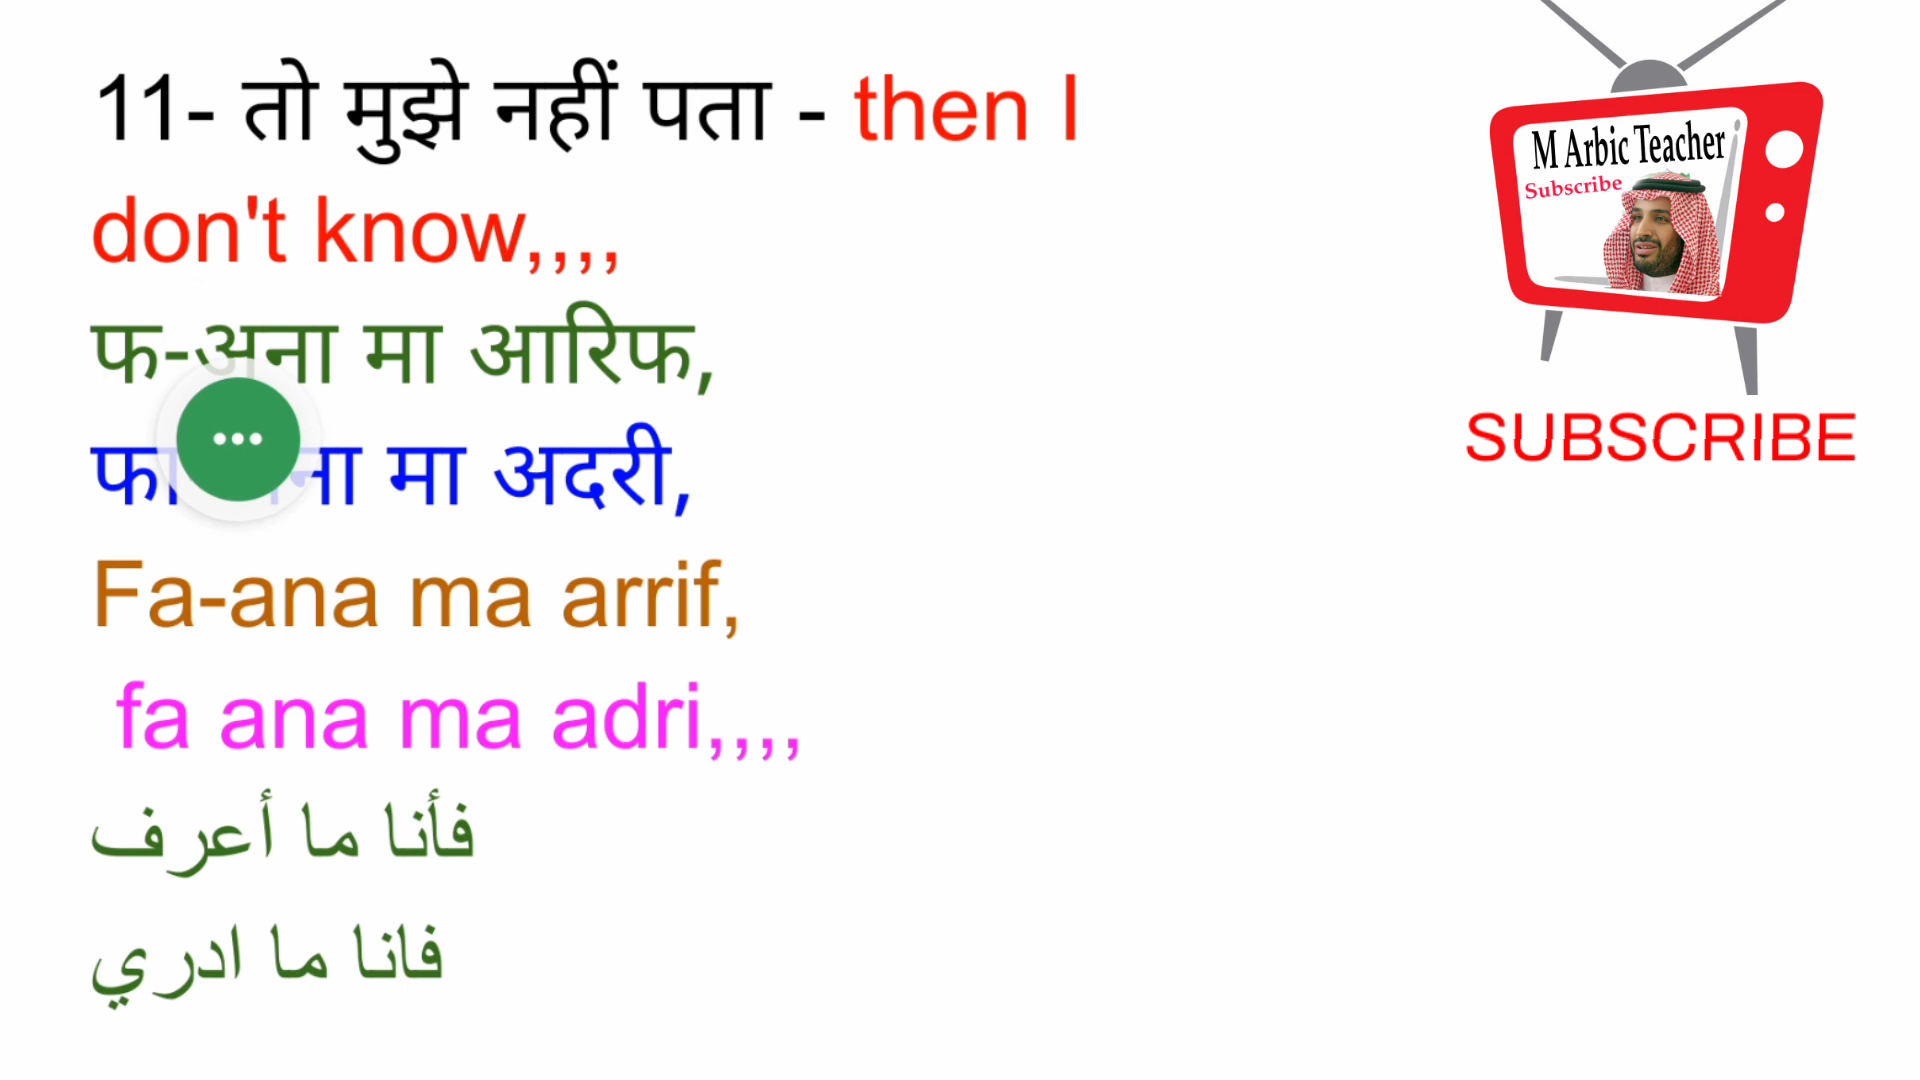 11- तो मुझे नहीं पता - then I
don't know,,,,
फ-अना मा आरिफ,
मा अदरी,
Fa-ana ma arrif,
fa ana ma adri,,,,
فأنا ما أعرف
فانا ما ادري
M Arbic Teacher
Subscribe
SUBSCRIBE